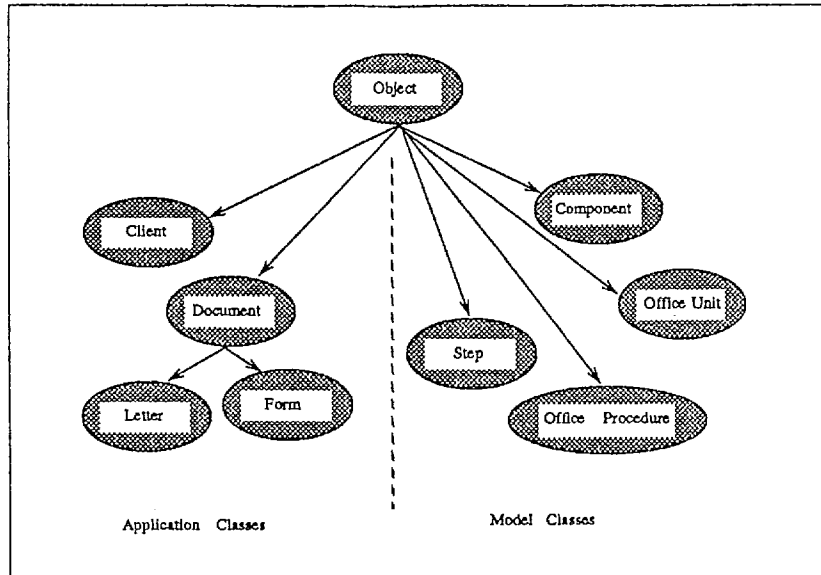 Object
Client
Component
Document
Office Unit
Step
Letter
Form
Office Procedure
Application Classes
Model Classes